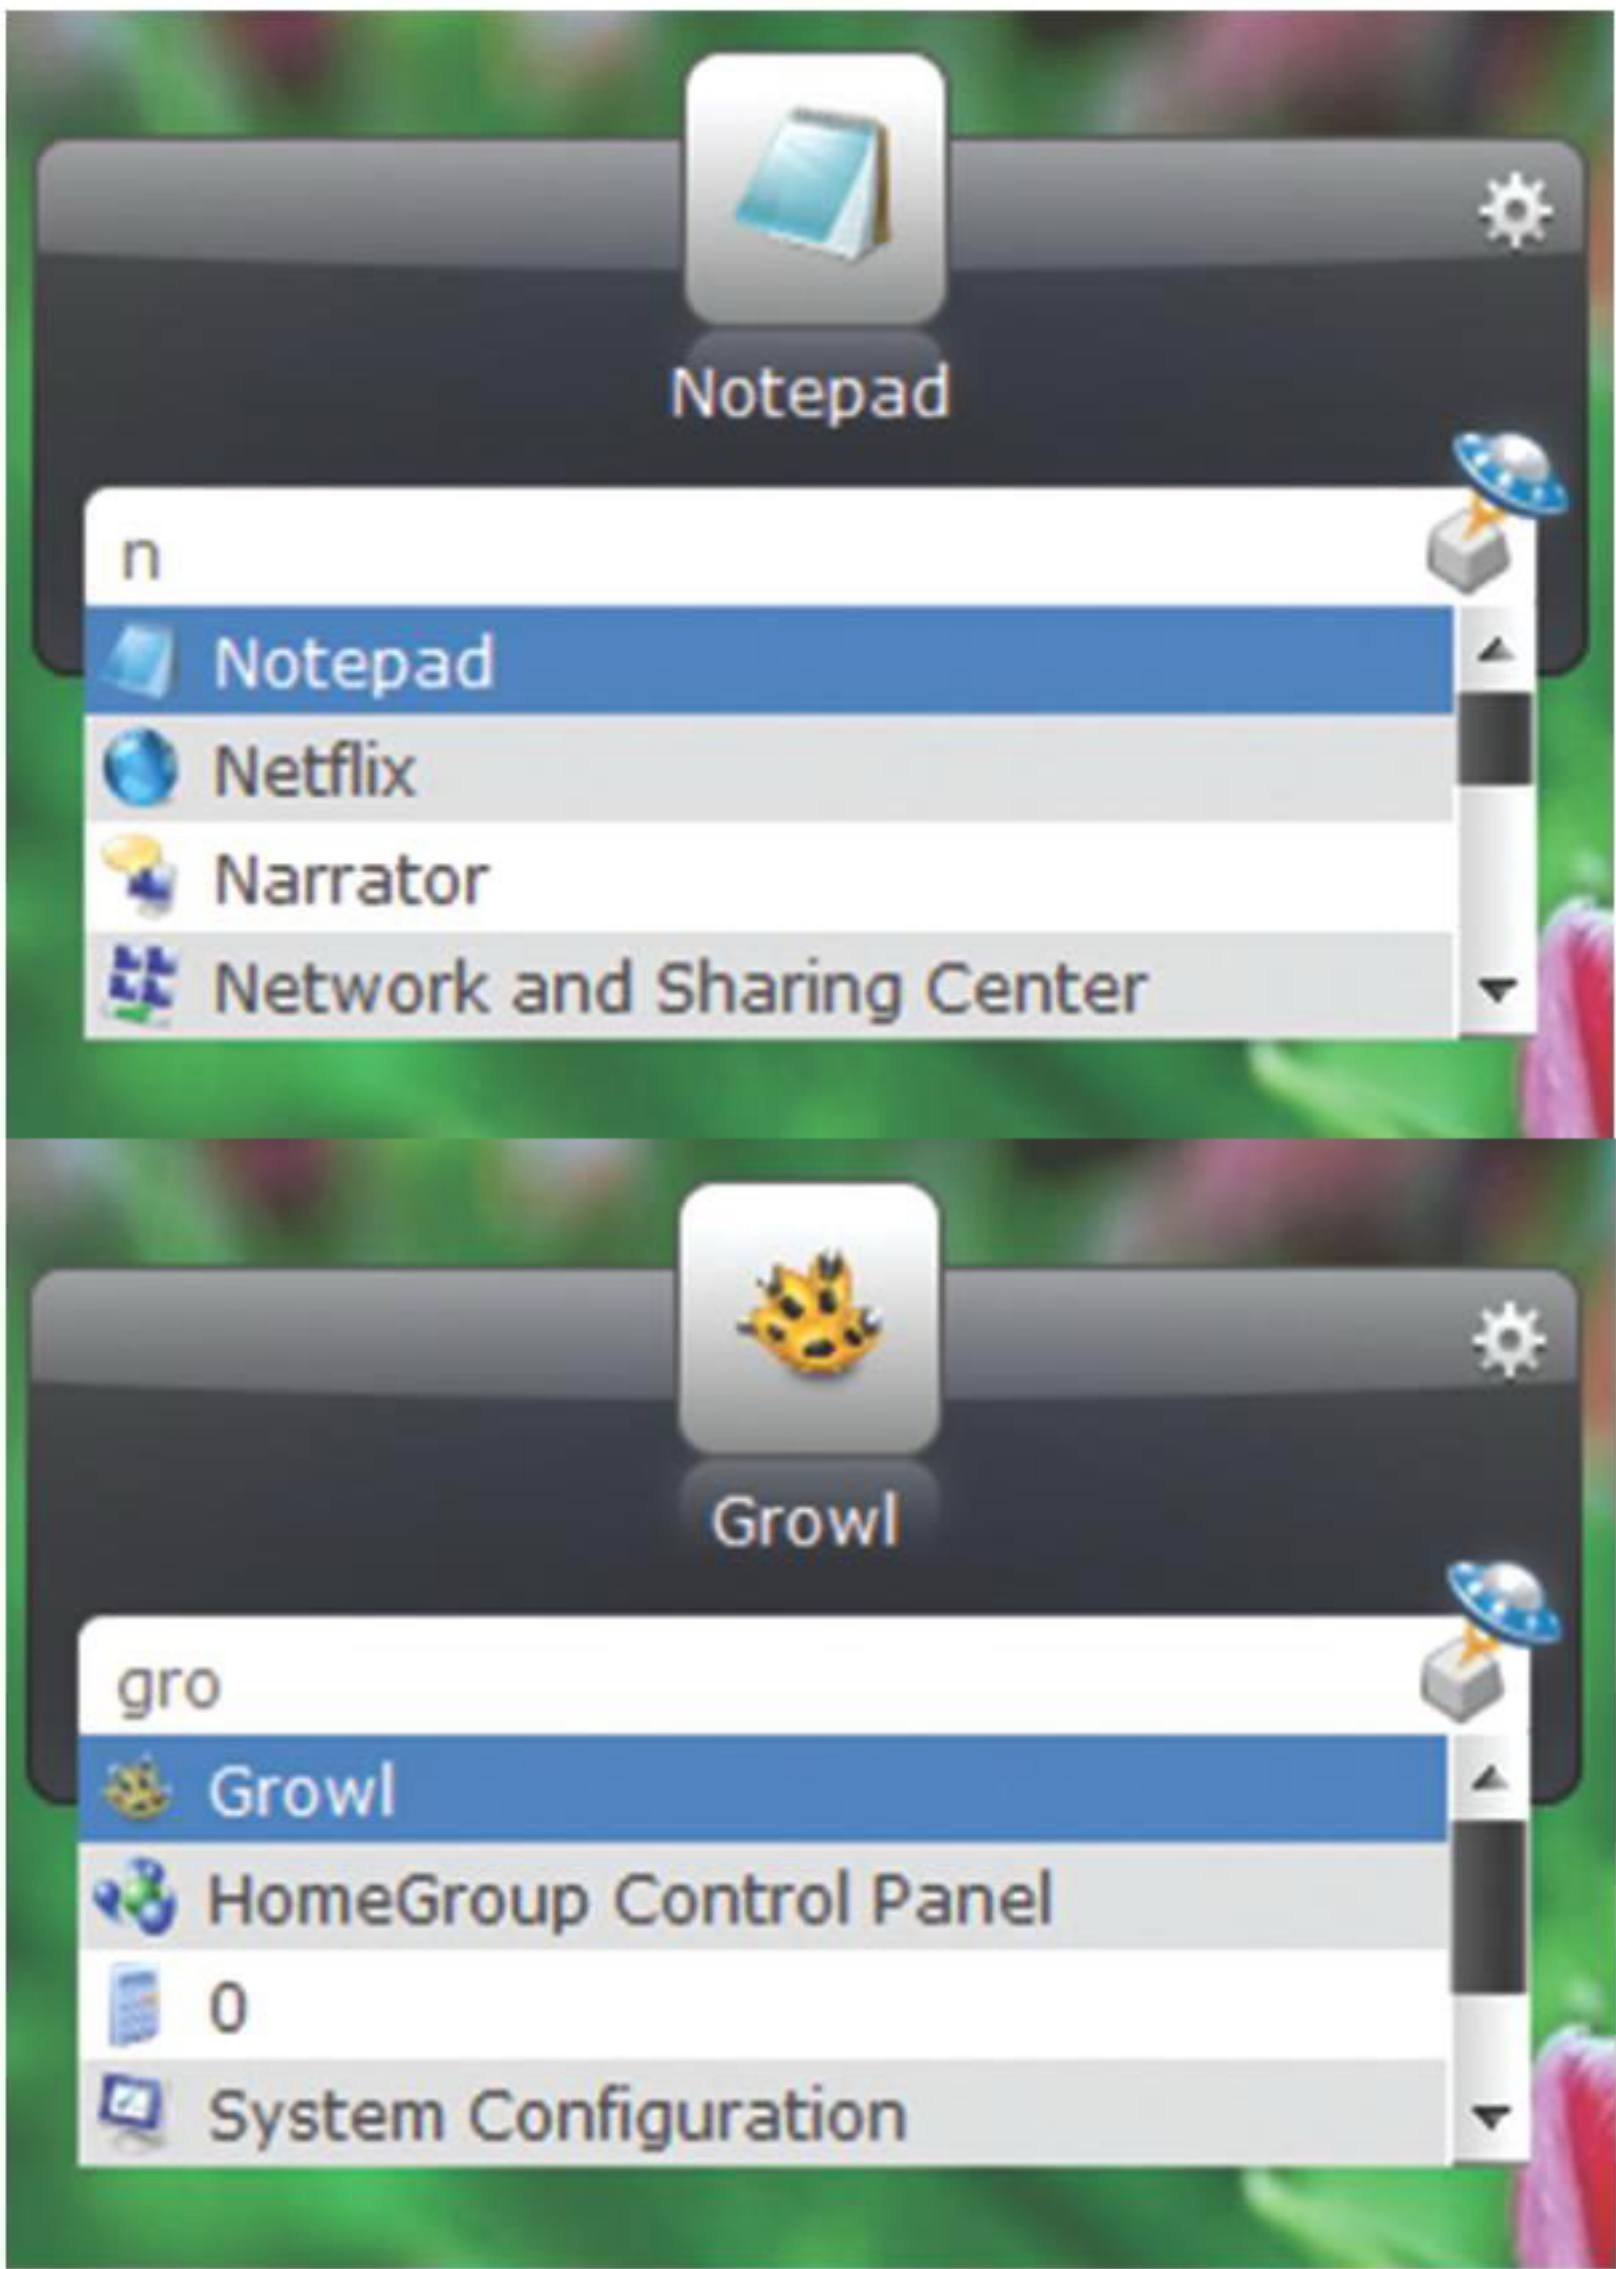 Notepad
n
Notepad
Netflix
Narrator
Network and Sharing Center
Growl
gro
Growl
HomeGroup Control Panel
0
System Configuration